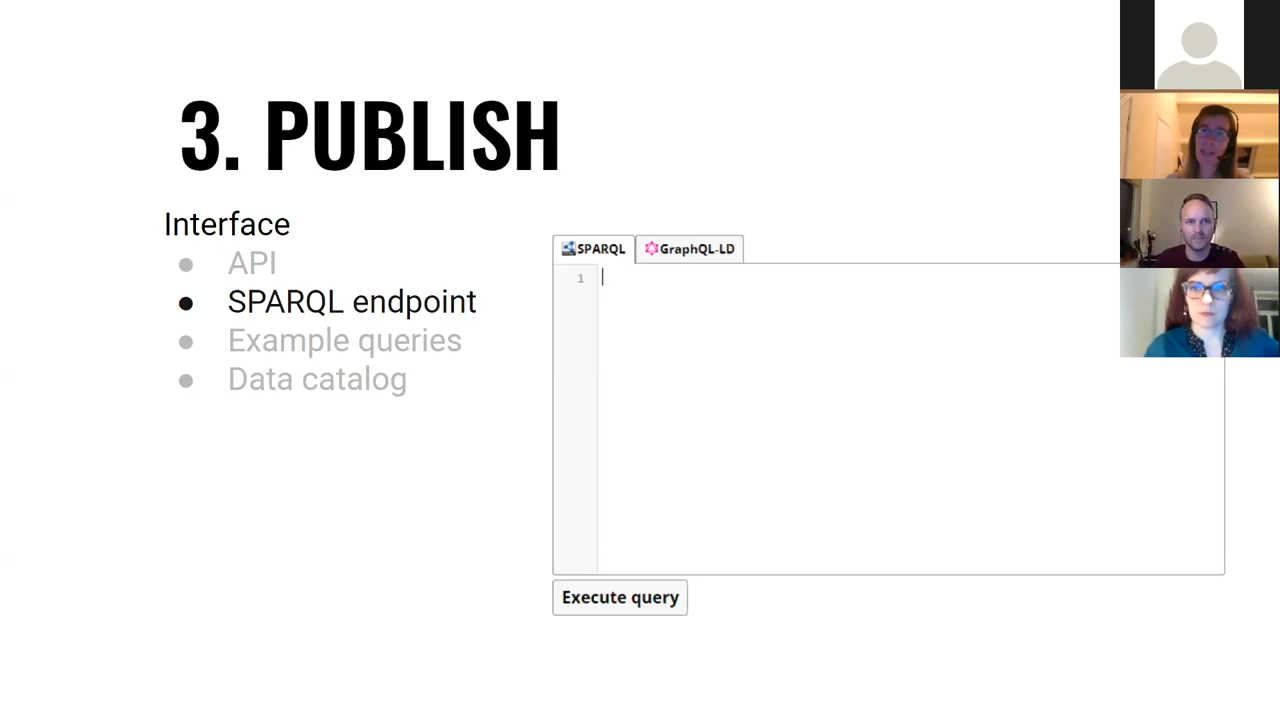 3. PUBLISH
Interface
● API
● SPARQL endpoint
● Example queries
● Data catalog
SPARQL GraphQL-LD
1
Execute query